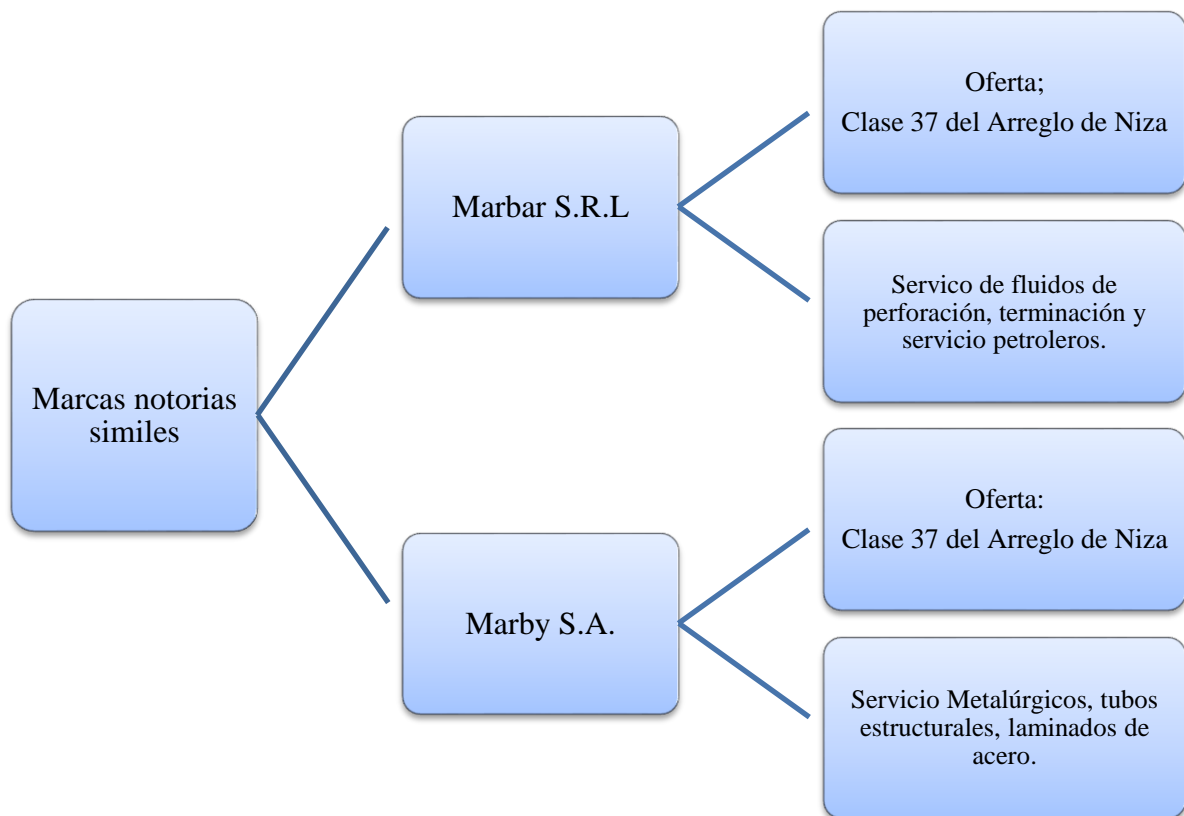 Marcas notorias
similes
Marbar S.R.L
Oferta;
Clase 37 del Arreglo de Niza
Servico de fluidos de
perforación, terminación y
servicio petroleros.
Marby S.A.
Oferta:
Clase 37 del Arreglo de Niza
Servicio Metalúrgicos, tubos
estructurales, laminados de
acero.